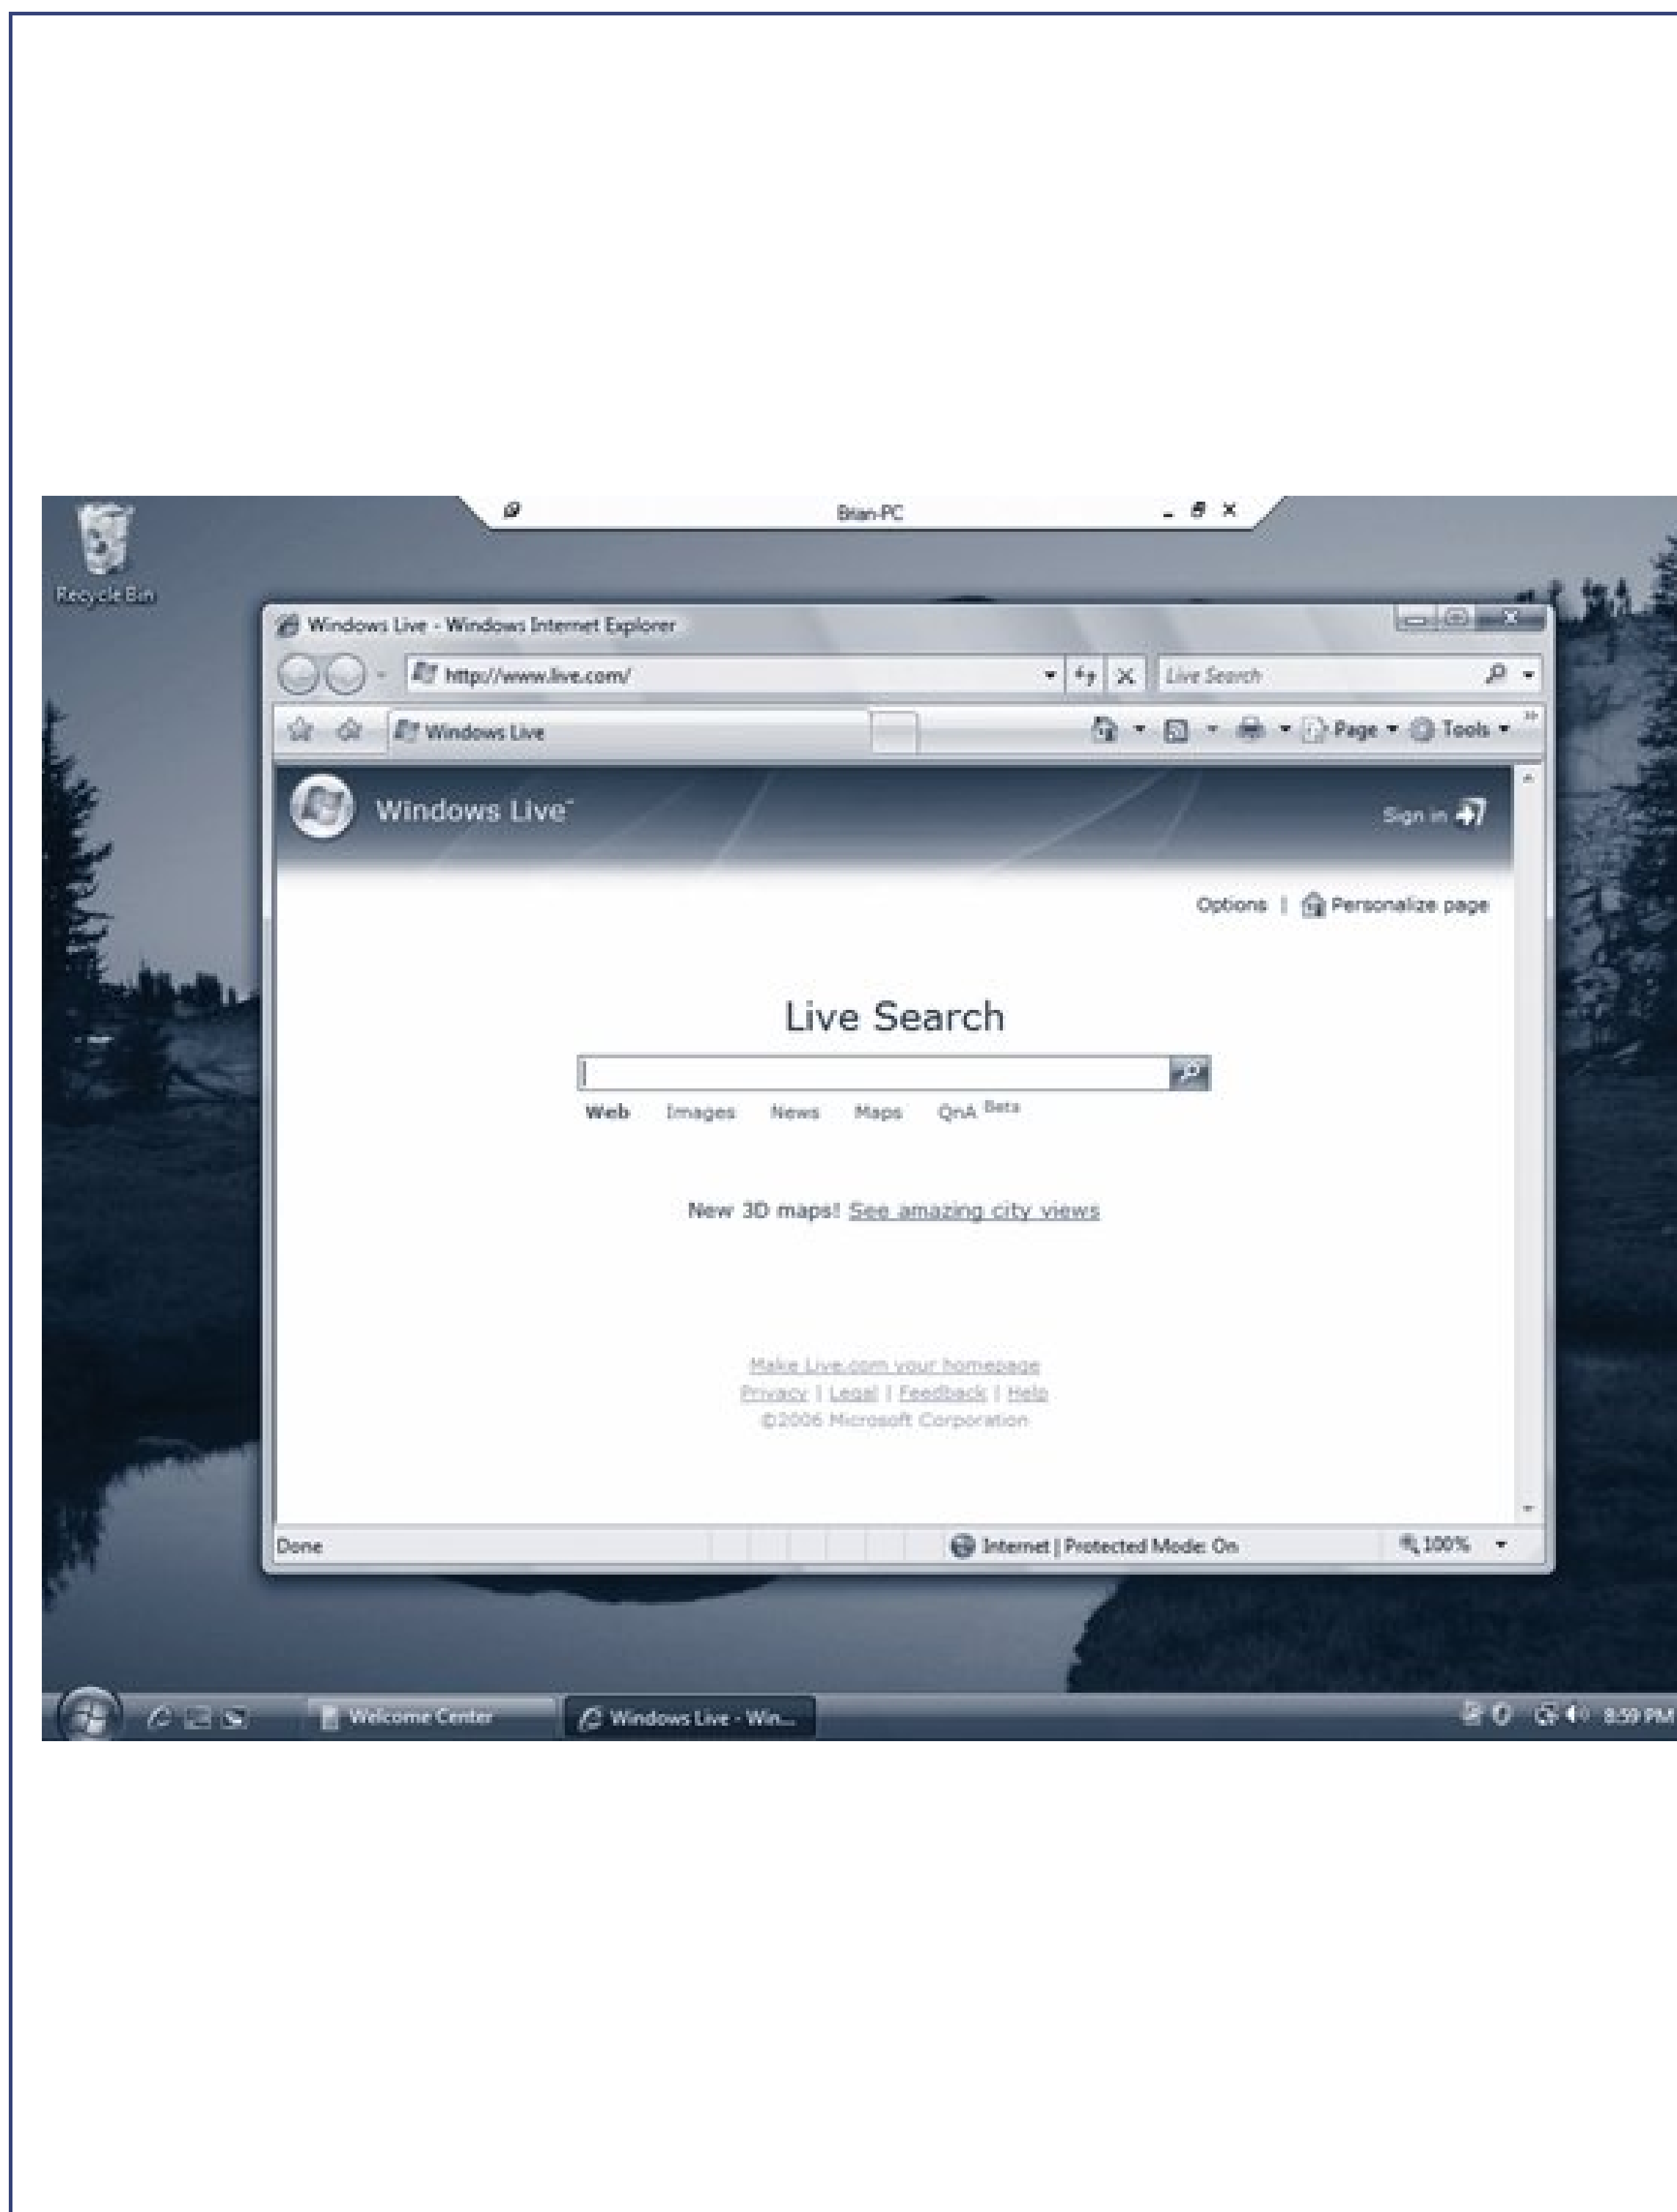 Brian-PC
Recycle Bin
Windows Live - Windows Internet Explorer
http://www.live.com/
Live Search
Windows Live
Page
Tools
Windows Live™
Sign in
Options | Personalize page
Live Search
Web Images News Maps QnA Beta
New 3D maps! See amazing city views
Make Live.com your homepage
Privacy | Legal | Feedback | Help
©2006 Microsoft Corporation
Done
Internet | Protected Mode: On
100%
Welcome Center
Windows Live - Win...
8:59 PM